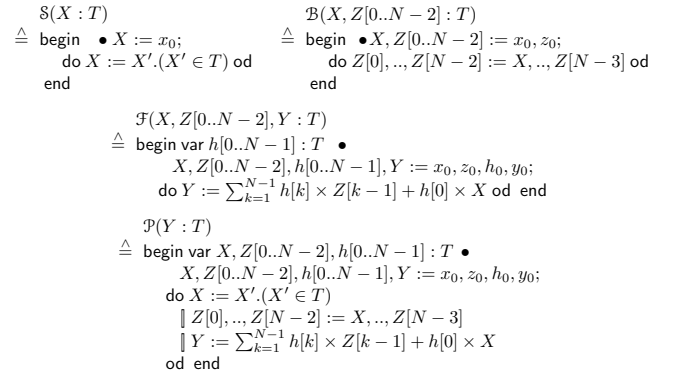 𝒮(X : T)
≙ begin • X := x₀;
do X := X′.(X′ ∈ T) od
end
ℬ(X, Z[0..N − 2] : T)
≙ begin • X, Z[0..N − 2] := x₀, z₀;
do Z[0], .., Z[N − 2] := X, .., Z[N − 3] od
end
ℱ(X, Z[0..N − 2], Y : T)
≙ begin var h[0..N − 1] : T •
X, Z[0..N − 2], h[0..N − 1], Y := x₀, z₀, h₀, y₀;
do Y := ∑_{k=1}^{N−1} h[k] × Z[k − 1] + h[0] × X od end
𝒫(Y : T)
≙ begin var X, Z[0..N − 2], h[0..N − 1] : T •
X, Z[0..N − 2], h[0..N − 1], Y := x₀, z₀, h₀, y₀;
do X := X′.(X′ ∈ T)
⫿ Z[0], .., Z[N − 2] := X, .., Z[N − 3]
⫿ Y := ∑_{k=1}^{N−1} h[k] × Z[k − 1] + h[0] × X
od end